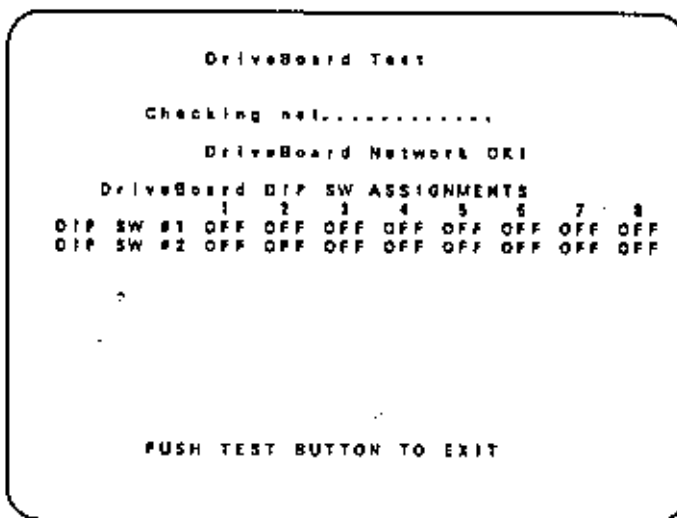 DriveBoard Test
Checking net.............
DriveBoard Network OK!
DriveBoard DIP SW ASSIGNMENTS
1 2 3 4 5 6 7 8
DIP SW #1 OFF OFF OFF OFF OFF OFF OFF OFF
DIP SW #2 OFF OFF OFF OFF OFF OFF OFF OFF
PUSH TEST BUTTON TO EXIT